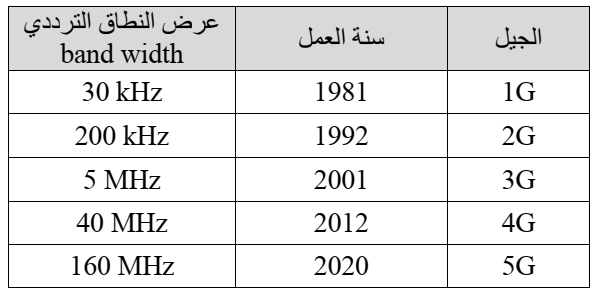 الجيل سنة العمل عرض النطاق الترددي
band width
1G 1981 30 kHz
2G 1992 200 kHz
3G 2001 5 MHz
4G 2012 40 MHz
5G 2020 160 MHz